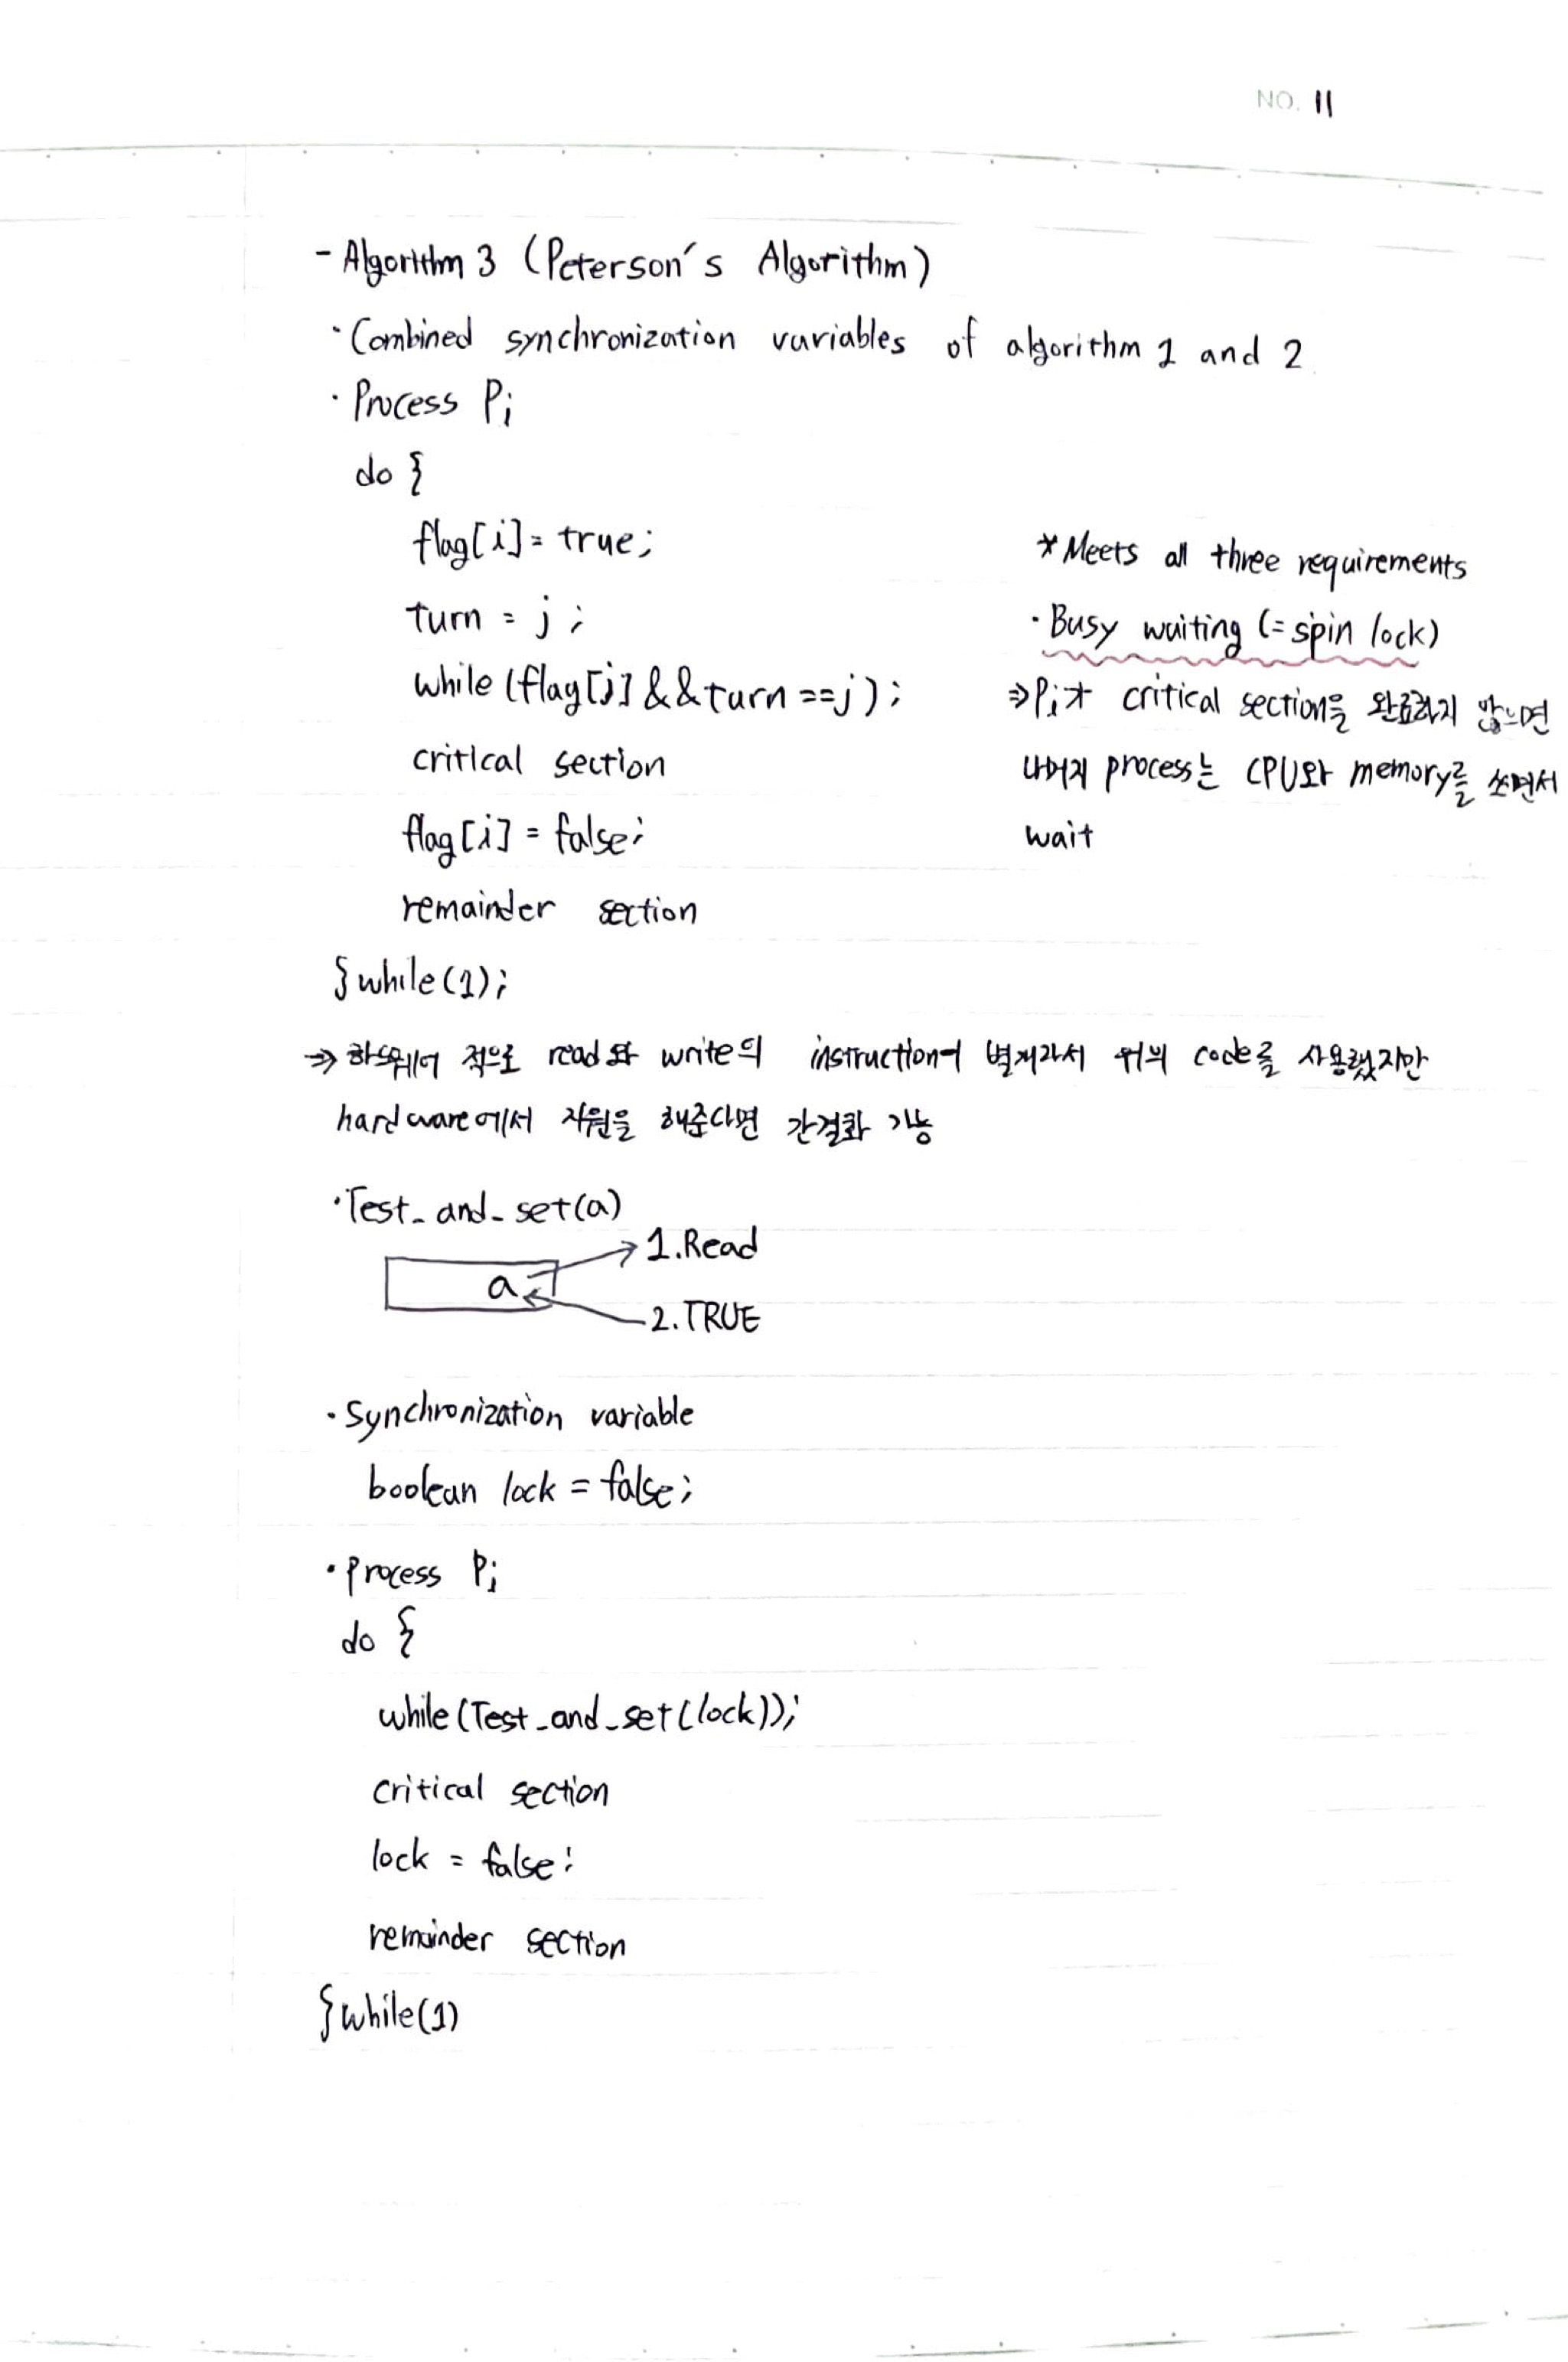 NO. 11
- Algorithm 3 (Peterson's Algorithm)
· Combined synchronization variables of algorithm 1 and 2
· Process Pi
do {
flag[i] = true;
turn = j ;
while (flag[j] && turn ==j) ;
critical section
flag[i] = false;
remainder section
} while(1);
* Meets all three requirements
· Busy waiting (= spin lock)
⇒ Pi가 critical section을 완료하지 않으면
나머지 process는 CPU와 memory를 쓰면서
wait
⇒ 하드웨어 적으로 read와 write의 instruction이 별개라서 위의 code를 사용했지만
hardware에서 지원을 해준다면 간결화 가능
· Test_and_set(a)
1. Read
a
2. TRUE
· Synchronization variable
boolean lock = false;
· Process Pi
do {
while (Test_and_set(lock));
critical section
lock = false;
remainder section
} while(1)